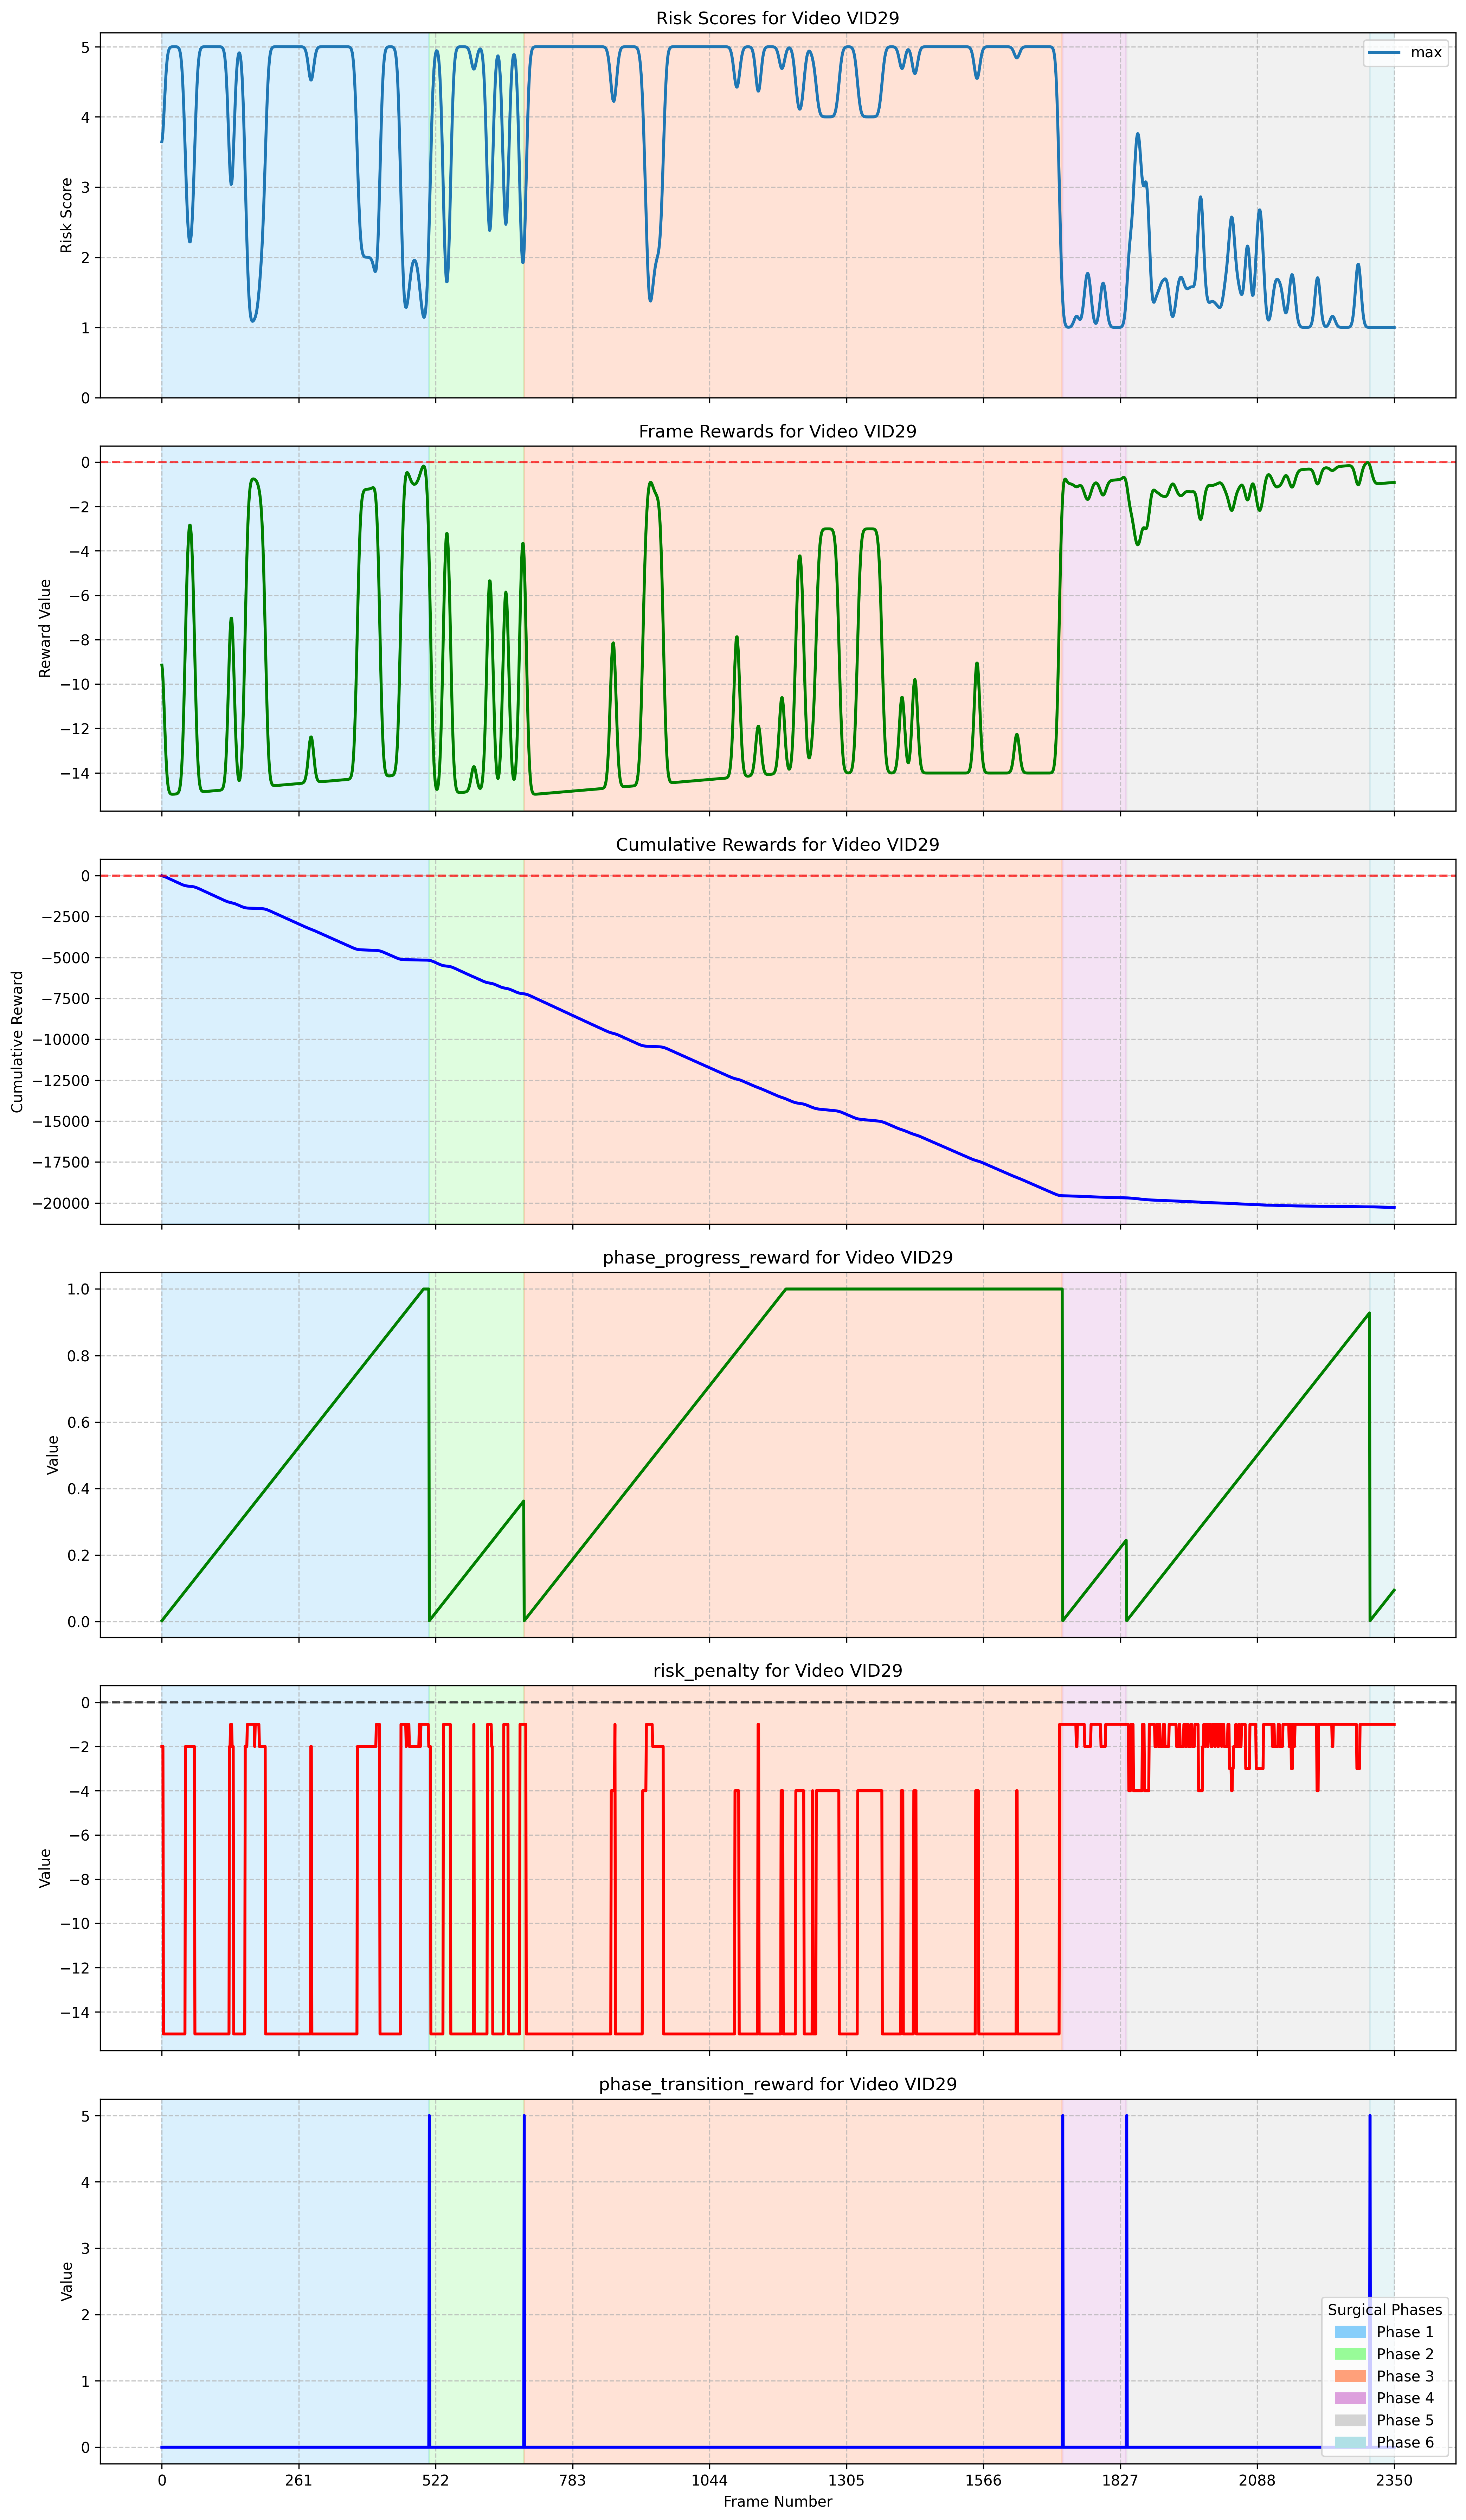 Risk Scores for Video VID29
5
4
3
2
1
0
Risk Score
max
Frame Rewards for Video VID29
0
−2
−4
−6
−8
−10
−12
−14
Reward Value
Cumulative Rewards for Video VID29
0
−2500
−5000
−7500
−10000
−12500
−15000
−17500
−20000
Cumulative Reward
phase_progress_reward for Video VID29
1.0
0.8
0.6
0.4
0.2
0.0
Value
risk_penalty for Video VID29
0
−2
−4
−6
−8
−10
−12
−14
Value
phase_transition_reward for Video VID29
5
4
3
2
1
0
Value
Surgical Phases
Phase 1
Phase 2
Phase 3
Phase 4
Phase 5
Phase 6
0 261 522 783 1044 1305 1566 1827 2088 2350
Frame Number